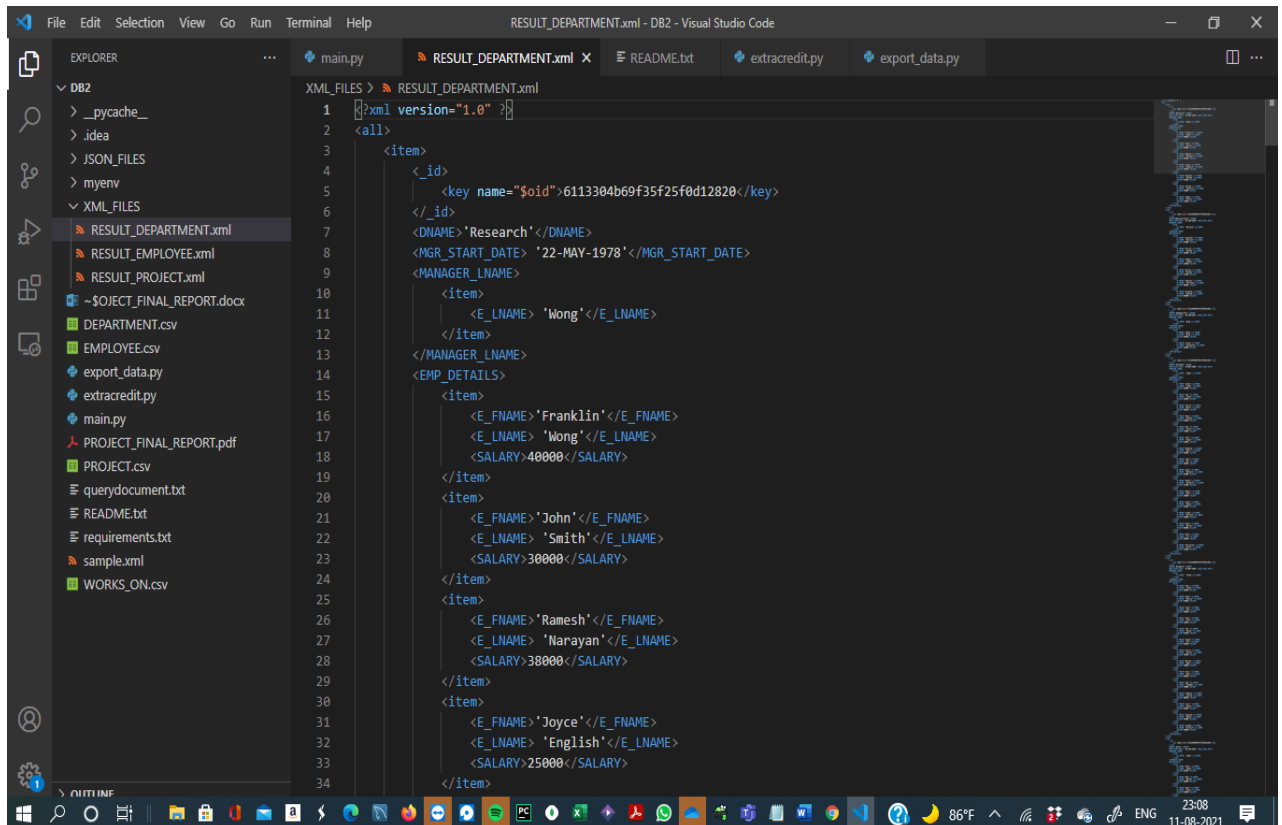 File Edit Selection View Go Run Terminal Help RESULT_DEPARTMENT.xml - DB2 - Visual Studio Code
EXPLORER ...
DB2
__pycache__
.idea
JSON_FILES
myenv
XML_FILES
RESULT_DEPARTMENT.xml
RESULT_EMPLOYEE.xml
RESULT_PROJECT.xml
~$OJECT_FINAL_REPORT.docx
DEPARTMENT.csv
EMPLOYEE.csv
export_data.py
extracredit.py
main.py
PROJECT_FINAL_REPORT.pdf
PROJECT.csv
querydocument.txt
README.txt
requirements.txt
sample.xml
WORKS_ON.csv
OUTLINE
1
main.py RESULT_DEPARTMENT.xml README.txt extracredit.py export_data.py ...
XML_FILES > RESULT_DEPARTMENT.xml
1 <?xml version="1.0" ?>
2 <all>
3 <item>
4 <_id>
5 <key name="$oid">6113304b69f35f25f0d12820</key>
6 </_id>
7 <DNAME>'Research'</DNAME>
8 <MGR_START_DATE> '22-MAY-1978'</MGR_START_DATE>
9 <MANAGER_LNAME>
10 <item>
11 <E_LNAME> 'Wong'</E_LNAME>
12 </item>
13 </MANAGER_LNAME>
14 <EMP_DETAILS>
15 <item>
16 <E_FNAME>'Franklin'</E_FNAME>
17 <E_LNAME> 'Wong'</E_LNAME>
18 <SALARY>40000</SALARY>
19 </item>
20 <item>
21 <E_FNAME>'John'</E_FNAME>
22 <E_LNAME> 'Smith'</E_LNAME>
23 <SALARY>30000</SALARY>
24 </item>
25 <item>
26 <E_FNAME>'Ramesh'</E_FNAME>
27 <E_LNAME> 'Narayan'</E_LNAME>
28 <SALARY>38000</SALARY>
29 </item>
30 <item>
31 <E_FNAME>'Joyce'</E_FNAME>
32 <E_LNAME> 'English'</E_LNAME>
33 <SALARY>25000</SALARY>
34 </item>
86°F ENG 23:08
11-08-2021